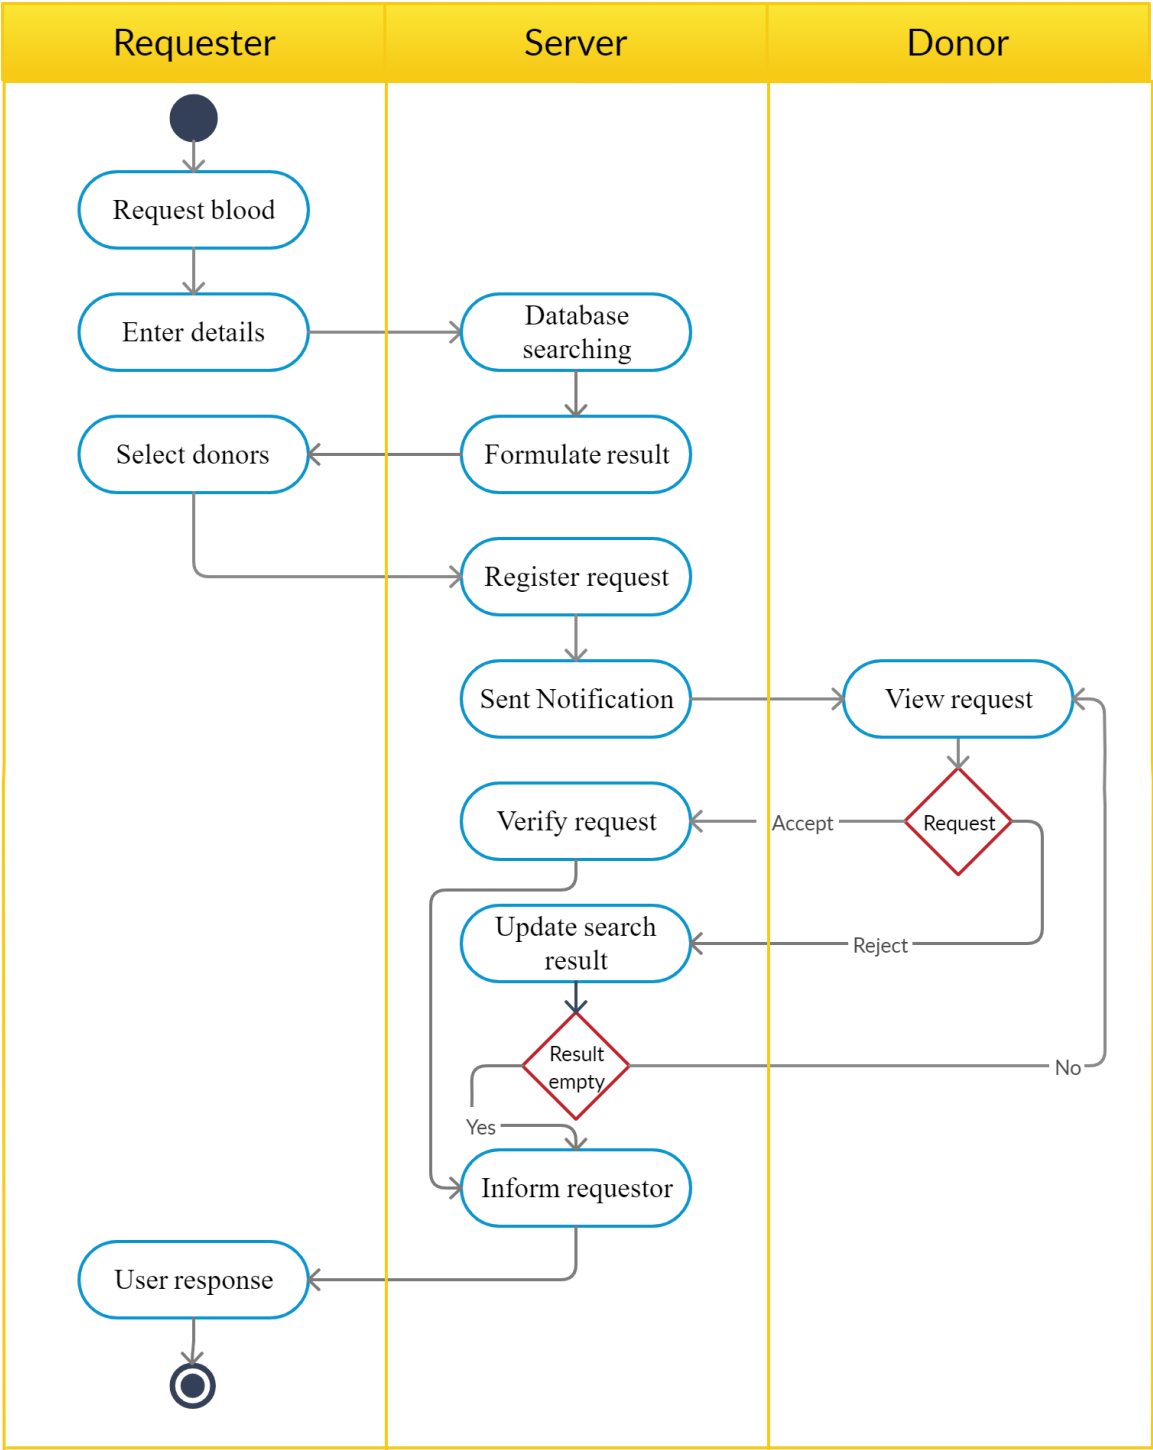 Requester
Server
Donor
Request blood
Enter details
Database
searching
Select donors
Formulate result
Register request
Sent Notification
View request
Verify request
Accept
Request
Update search
result
Reject
Result
empty
No
Yes
Inform requestor
User response